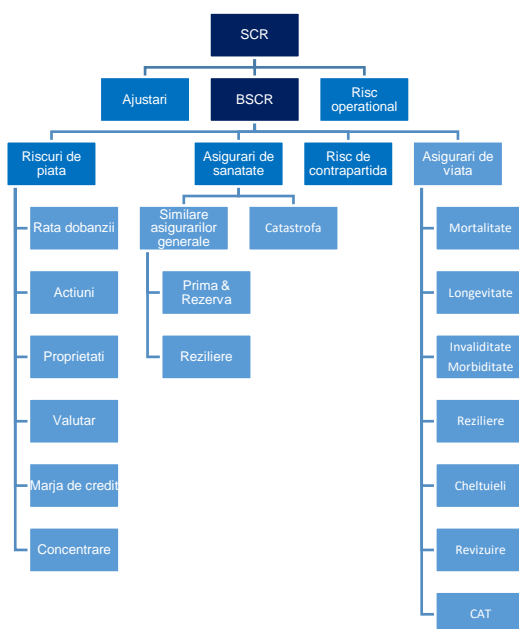 SCR
Ajustari
BSCR
Risc
operational
Riscuri de
piata
Asigurari de
sanatate
Risc de
contrapartida
Asigurari de
viata
Rata dobanzii
Actiuni
Proprietati
Valutar
Marja de credit
Concentrare
Similare
asigurarilor
generale
Catastrofa
Prima &
Rezerva
Reziliere
Mortalitate
Longevitate
Invaliditate
Morbiditate
Reziliere
Cheltuieli
Revizuire
CAT